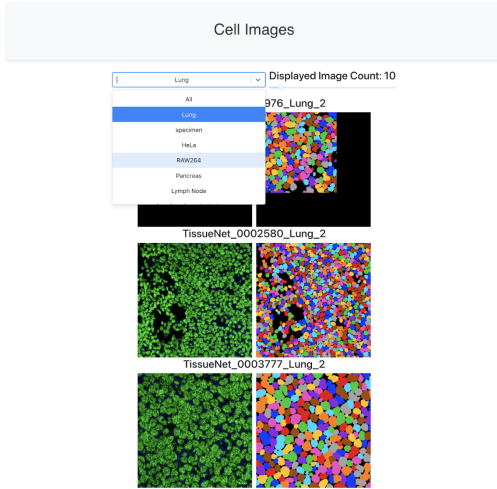 Cell Images
Lung
Displayed Image Count: 10
All
976_Lung_2
Lung
specimen
HeLa
RAW264
Pancreas
Lymph Node
TissueNet_0002580_Lung_2
TissueNet_0003777_Lung_2